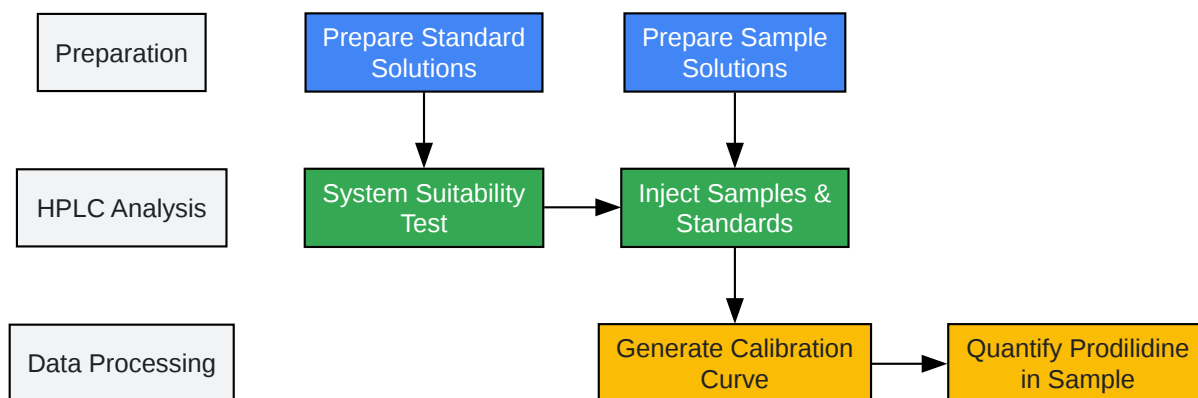 Preparation
Prepare Standard
Solutions
Prepare Sample
Solutions
HPLC Analysis
System Suitability
Test
Inject Samples &
Standards
Data Processing
Generate Calibration
Curve
Quantify Prodilidine
in Sample